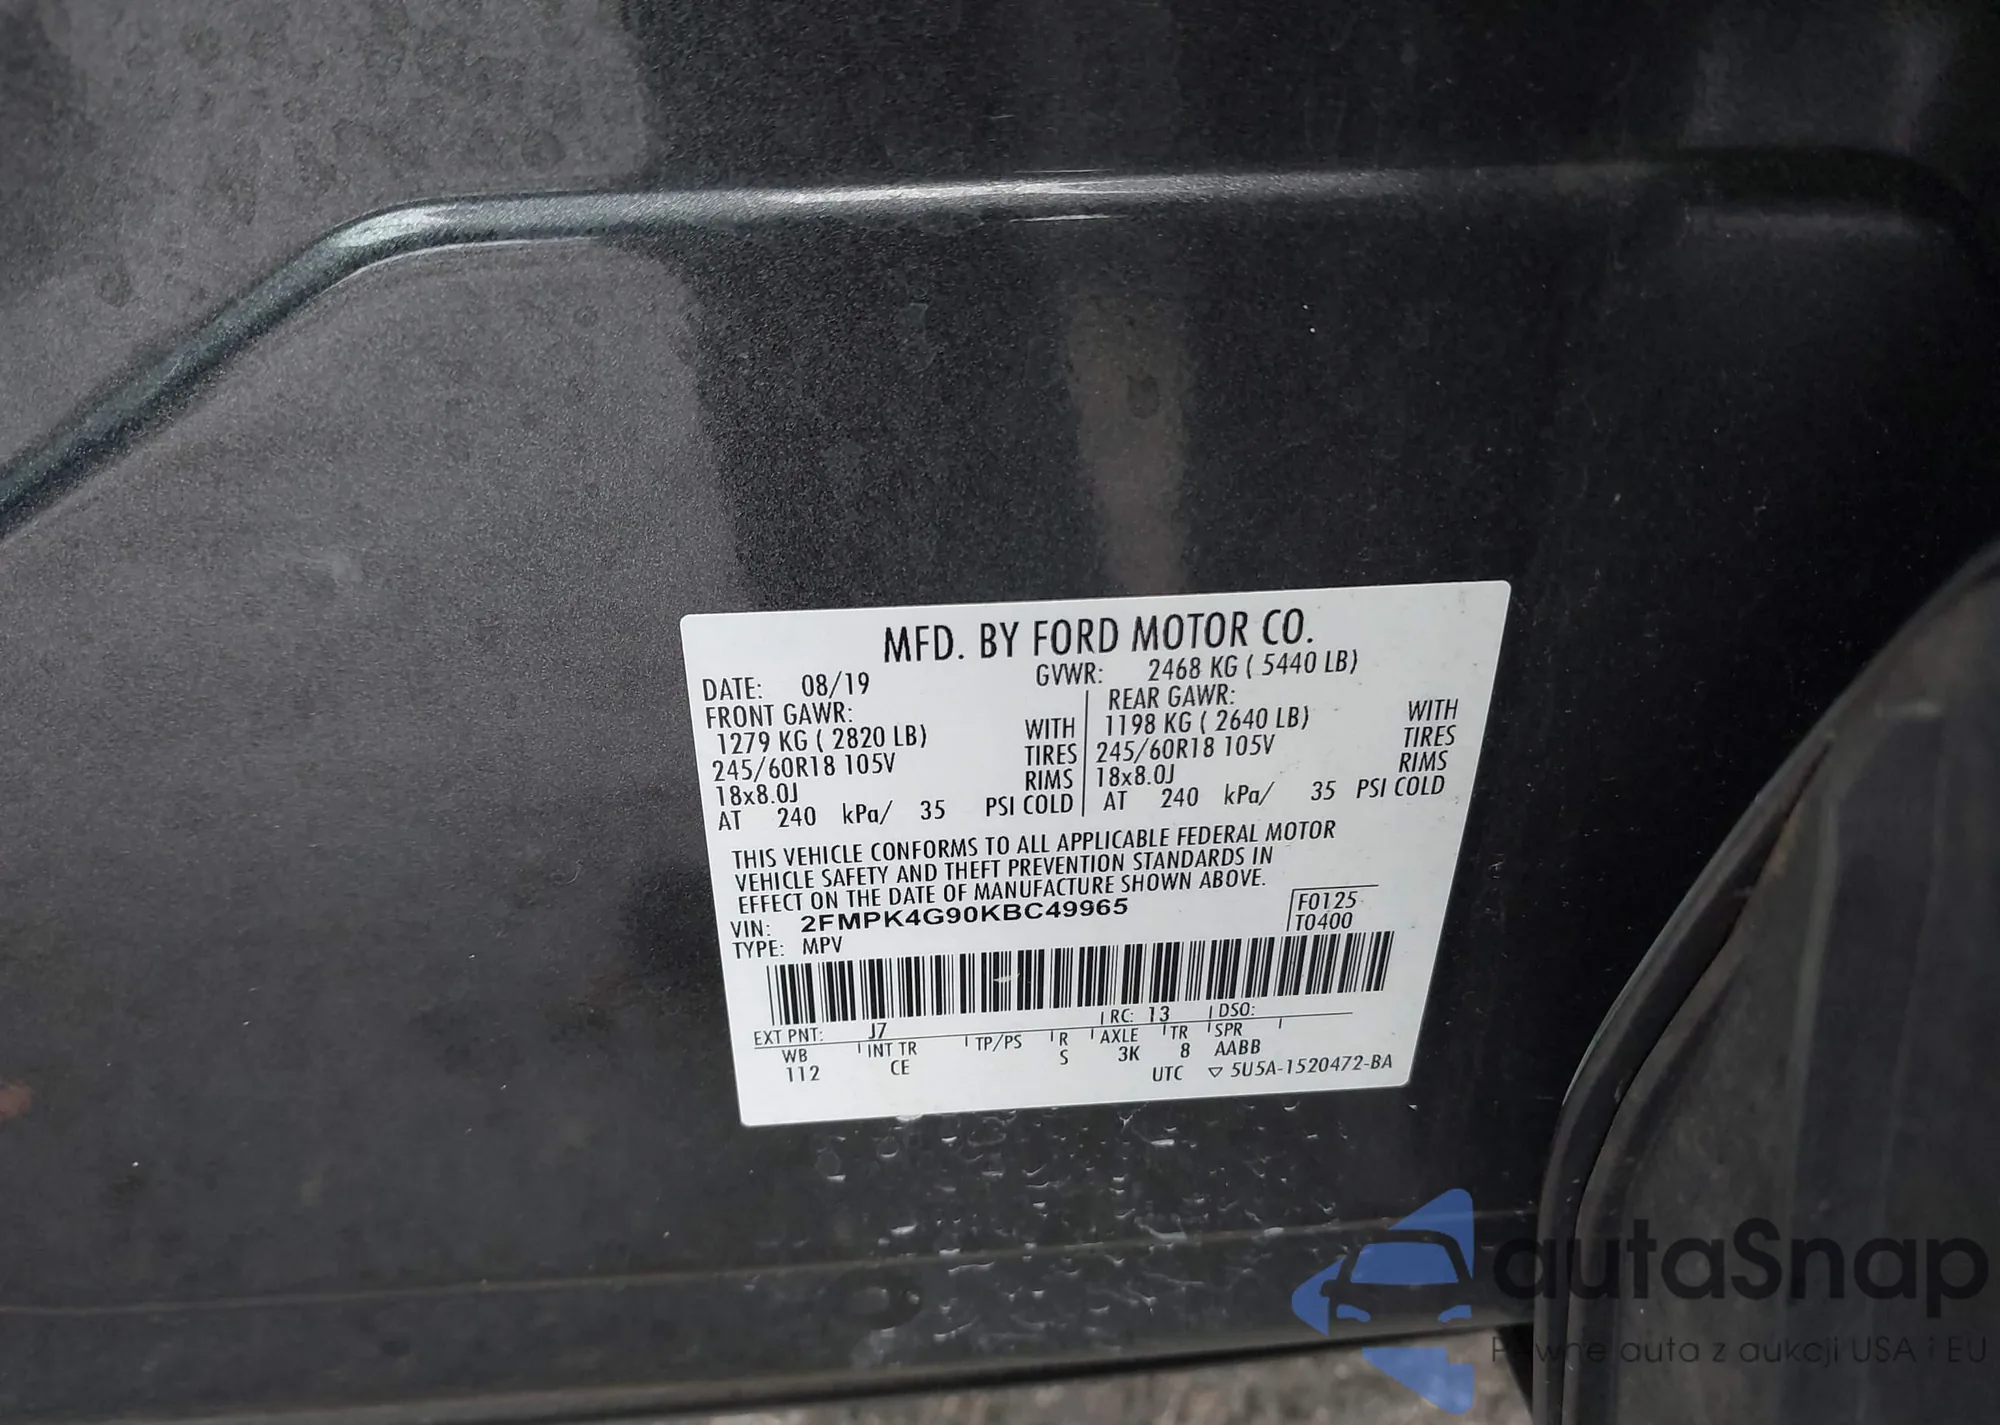 MFD. BY FORD MOTOR CO.
DATE: 08/19 GVWR: 2468 KG ( 5440 LB)
FRONT GAWR: REAR GAWR:
1279 KG ( 2820 LB) WITH 1198 KG ( 2640 LB) WITH
245/60R18 105V TIRES 245/60R18 105V TIRES
18x8.0J RIMS 18x8.0J RIMS
AT 240 kPa/ 35 PSI COLD AT 240 kPa/ 35 PSI COLD
THIS VEHICLE CONFORMS TO ALL APPLICABLE FEDERAL MOTOR
VEHICLE SAFETY AND THEFT PREVENTION STANDARDS IN
EFFECT ON THE DATE OF MANUFACTURE SHOWN ABOVE.
VIN: 2FMPK4G90KBC49965 F0125
TYPE: MPV T0400
EXT PNT: J7 RC: 13 DSO:
WB INT TR TP/PS R AXLE TR SPR
112 CE S 3K 8 AABB
UTC ▽ 5U5A-1520472-BA
autaSnap
Pewne auta z aukcji USA i EU